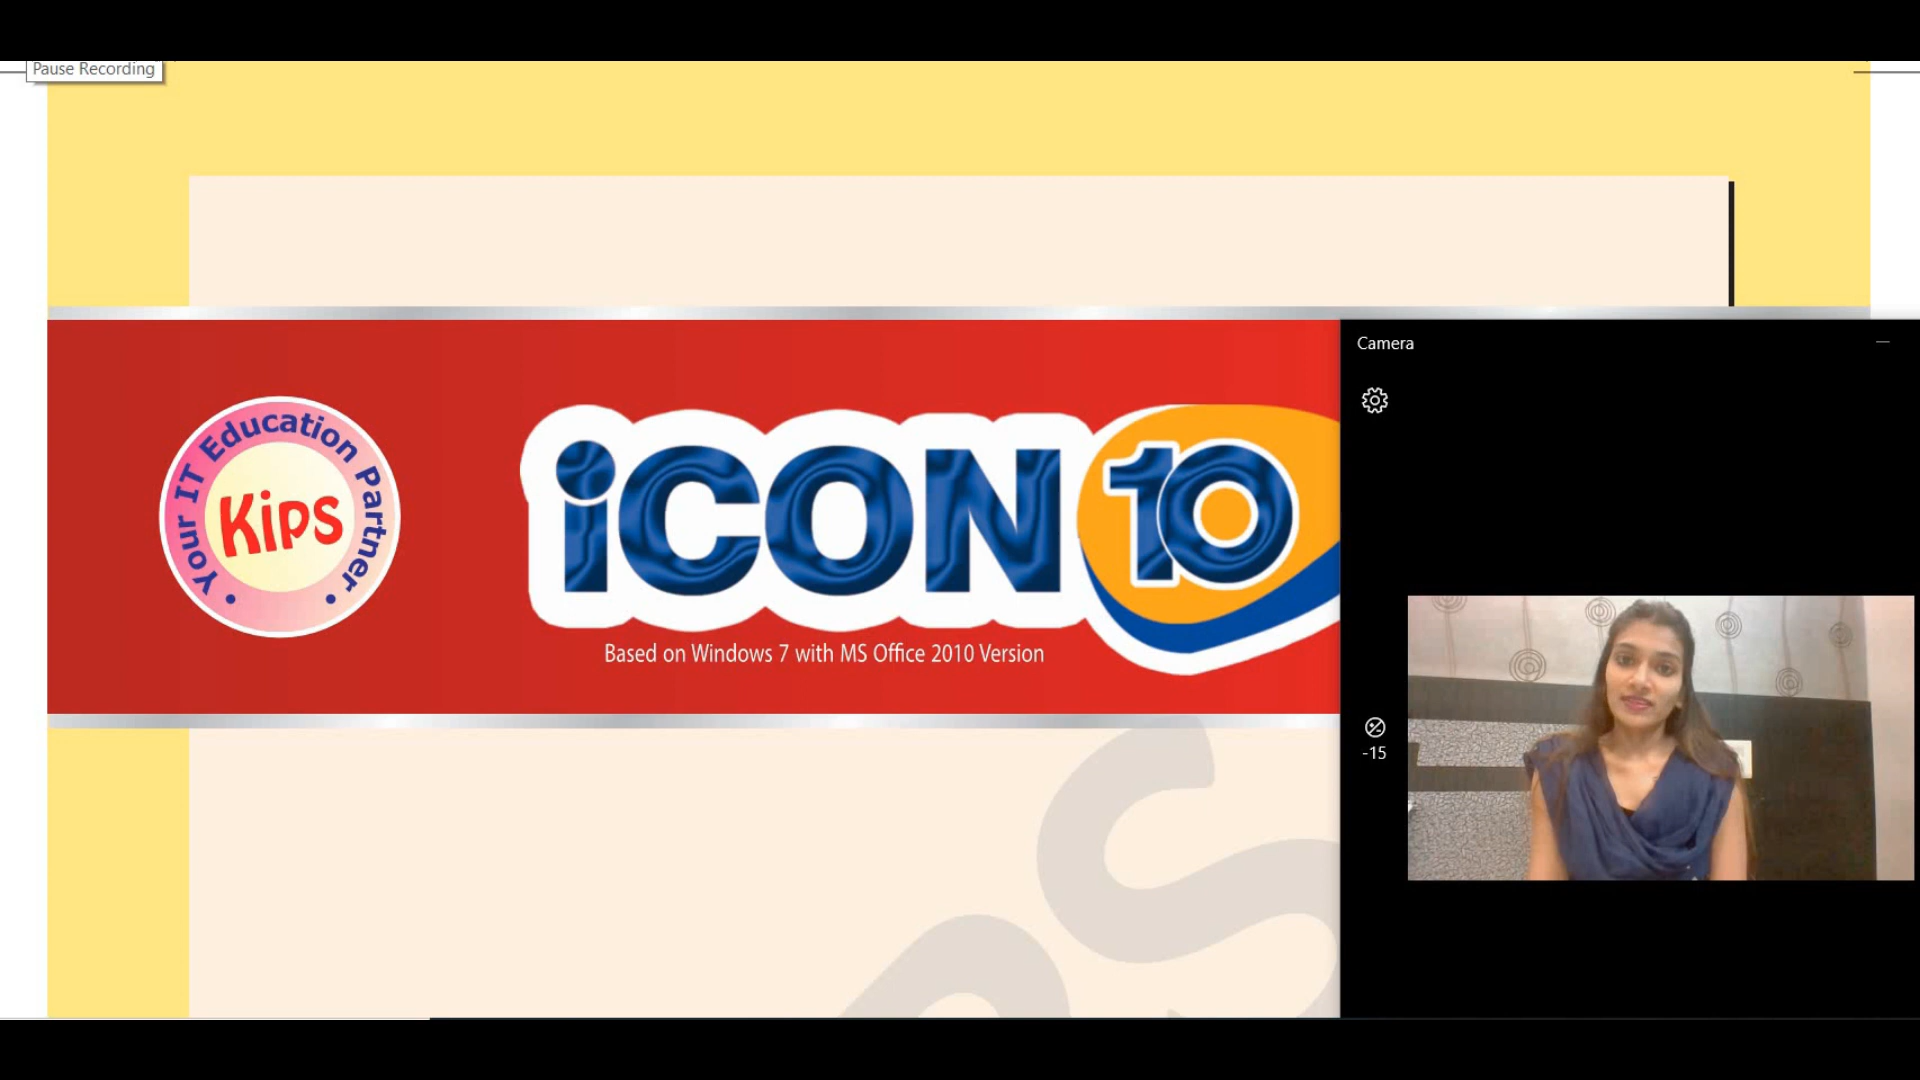 Pause Recording
Camera
Your IT Education Partner
Kips
iCON 10
-15
Based on Windows 7 with MS Office 2010 Version